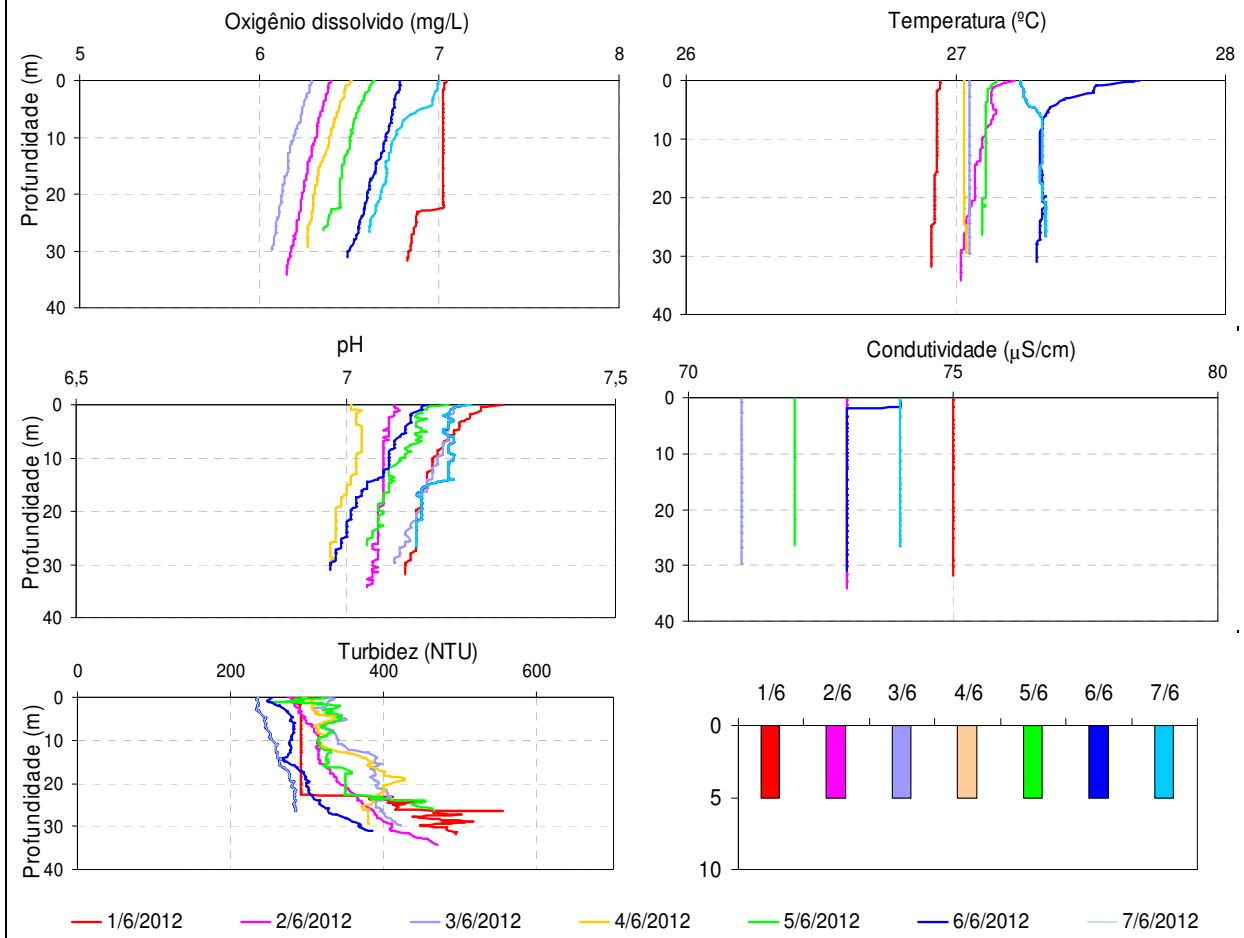 Oxigênio dissolvido (mg/L)
5 6 7 8
Profundidade (m)
0
10
20
30
40
Temperatura (ºC)
26 27 28
0
10
20
30
40
pH
6,5 7 7,5
Profundidade (m)
0
10
20
30
40
Condutividade (µS/cm)
70 75 80
0
10
20
30
40
Turbidez (NTU)
0 200 400 600
Profundidade (m)
0
10
20
30
40
1/6 2/6 3/6 4/6 5/6 6/6 7/6
0
5
10
1/6/2012 2/6/2012 3/6/2012 4/6/2012 5/6/2012 6/6/2012 7/6/2012